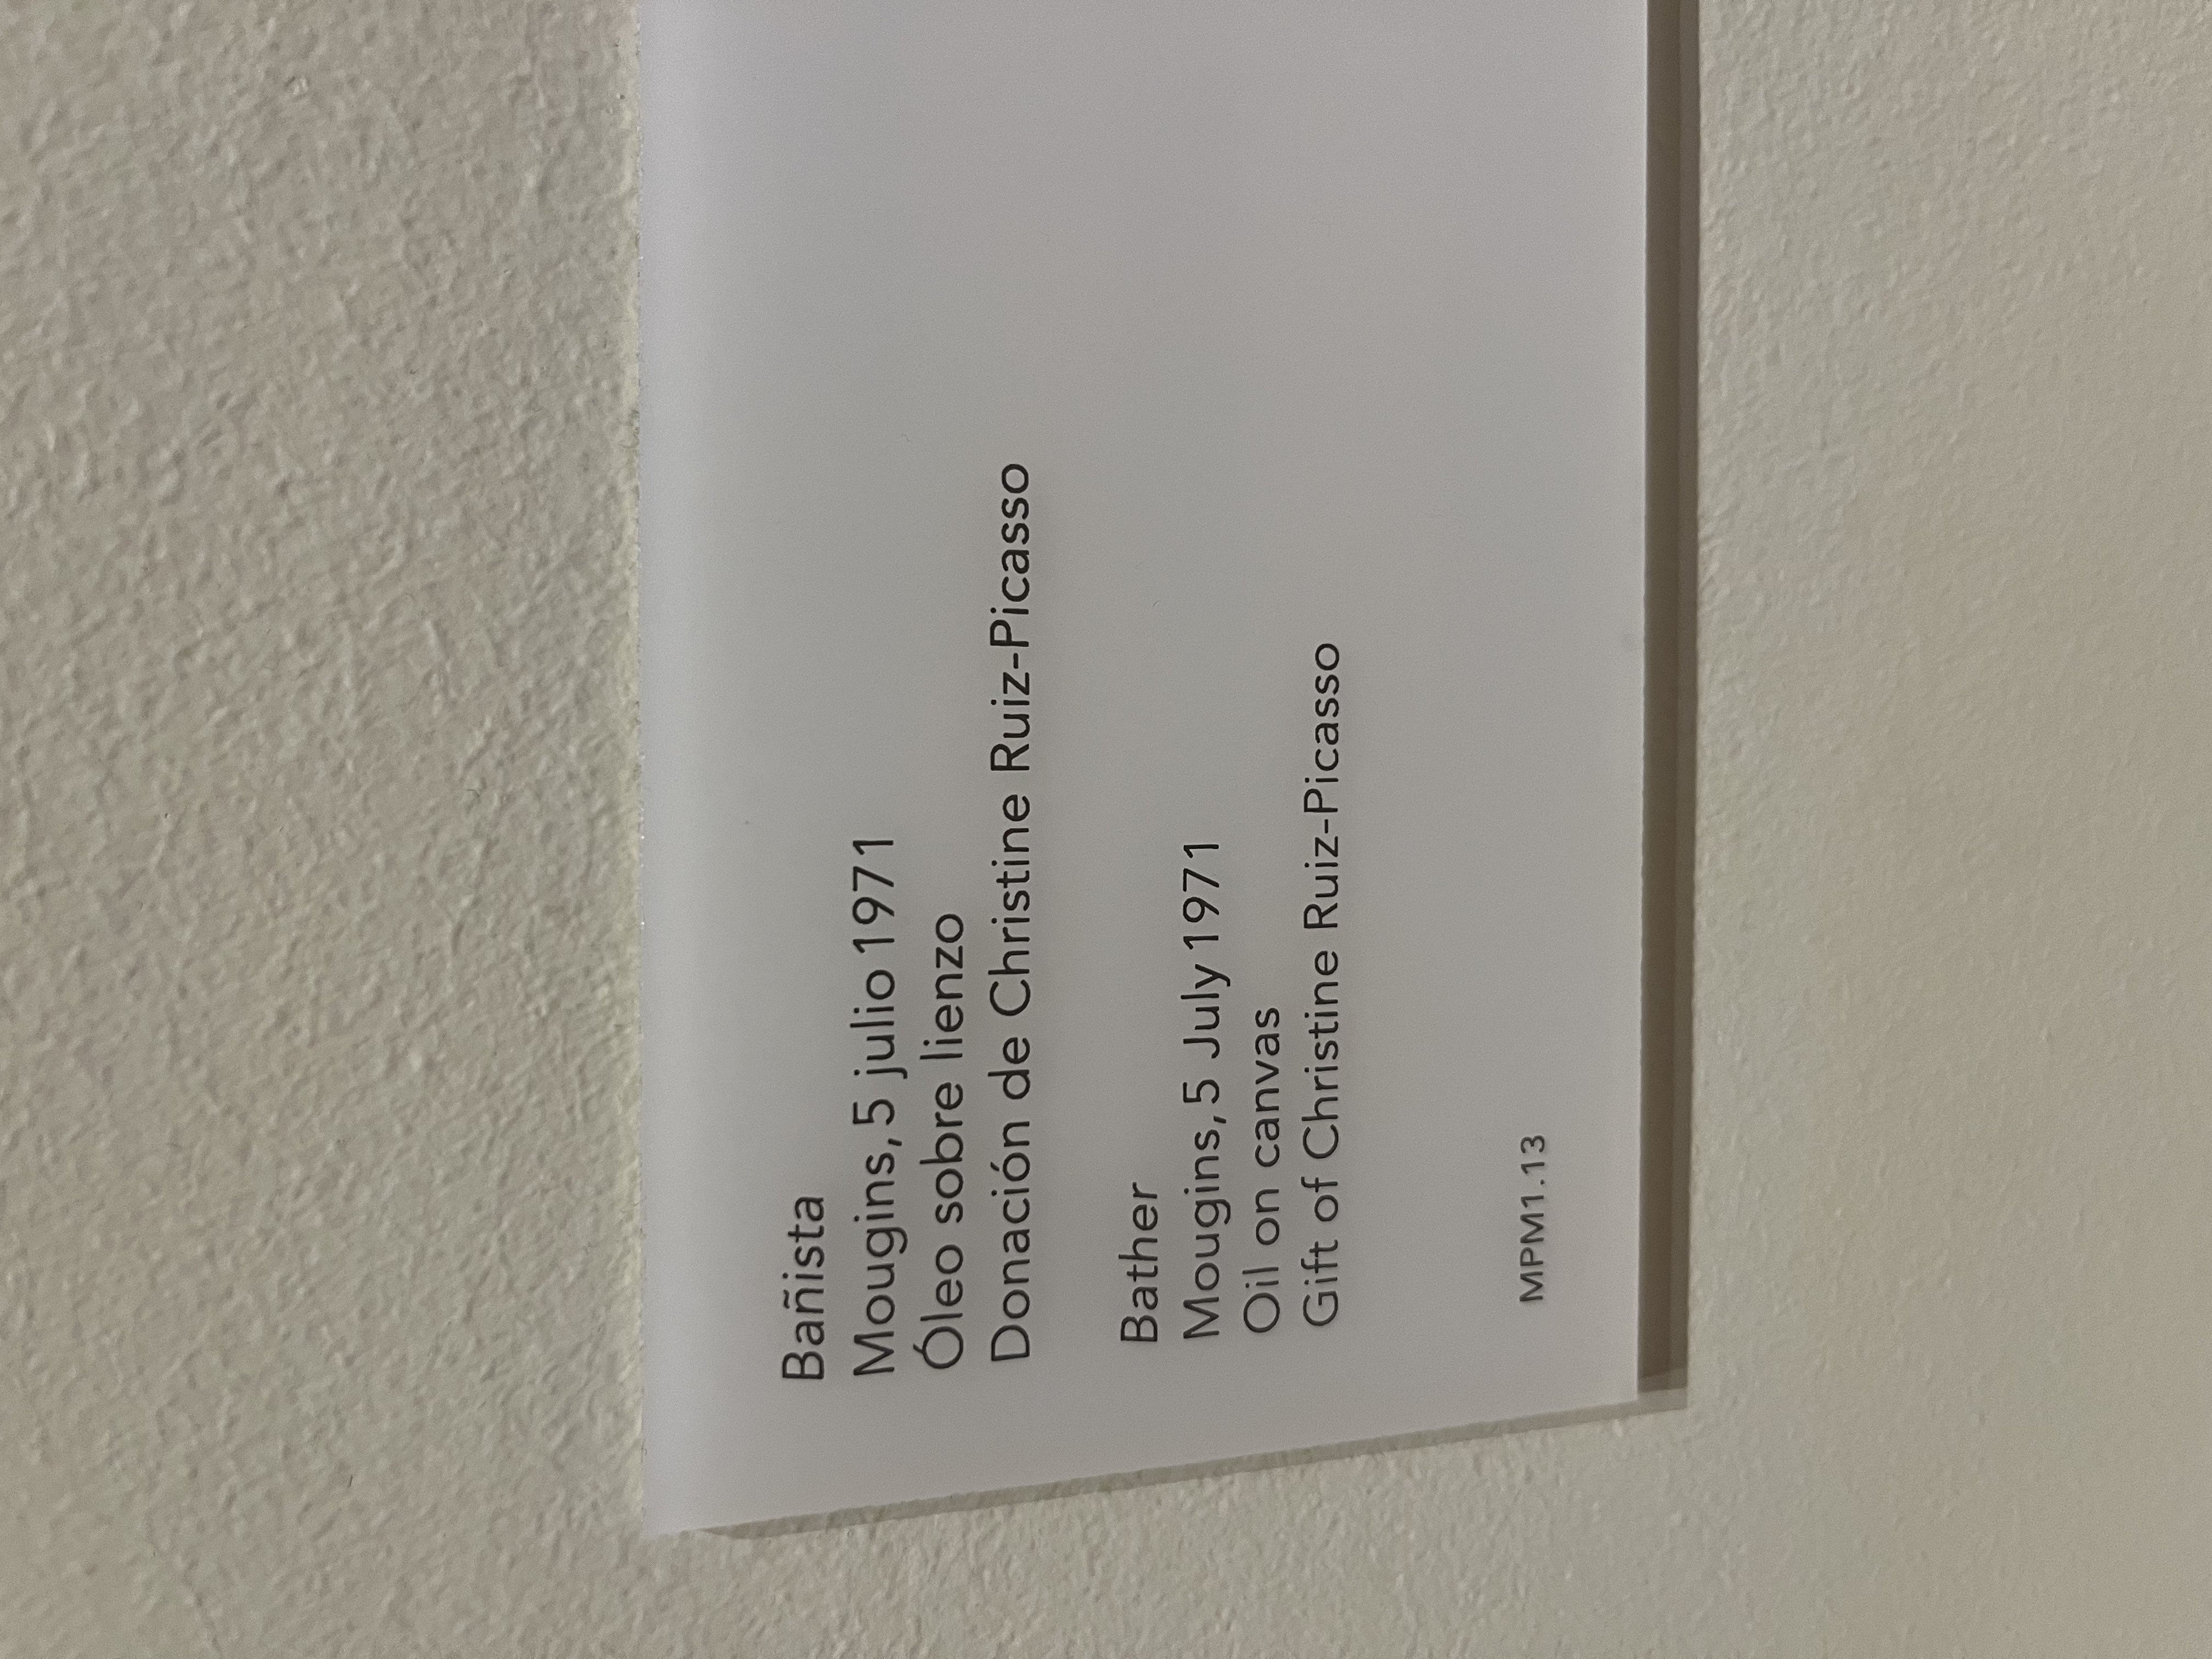 Bañista
Mougins, 5 julio 1971
Óleo sobre lienzo
Donación de Christine Ruiz-Picasso
Bather
Mougins, 5 July 1971
Oil on canvas
Gift of Christine Ruiz-Picasso
MPM1.13